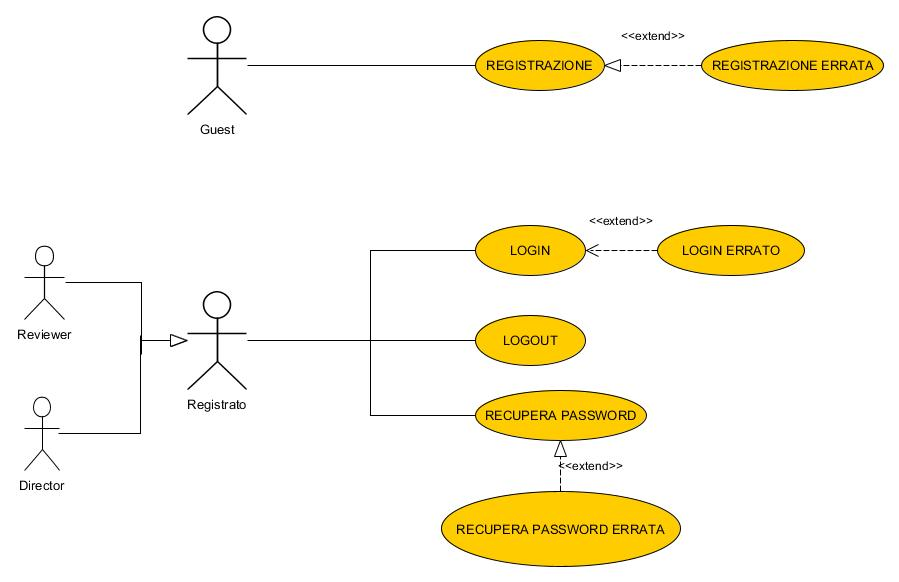 <<extend>>
REGISTRAZIONE
REGISTRAZIONE ERRATA
Guest
<<extend>>
LOGIN
LOGIN ERRATO
Reviewer
LOGOUT
Registrato
RECUPERA PASSWORD
<<extend>>
Director
RECUPERA PASSWORD ERRATA